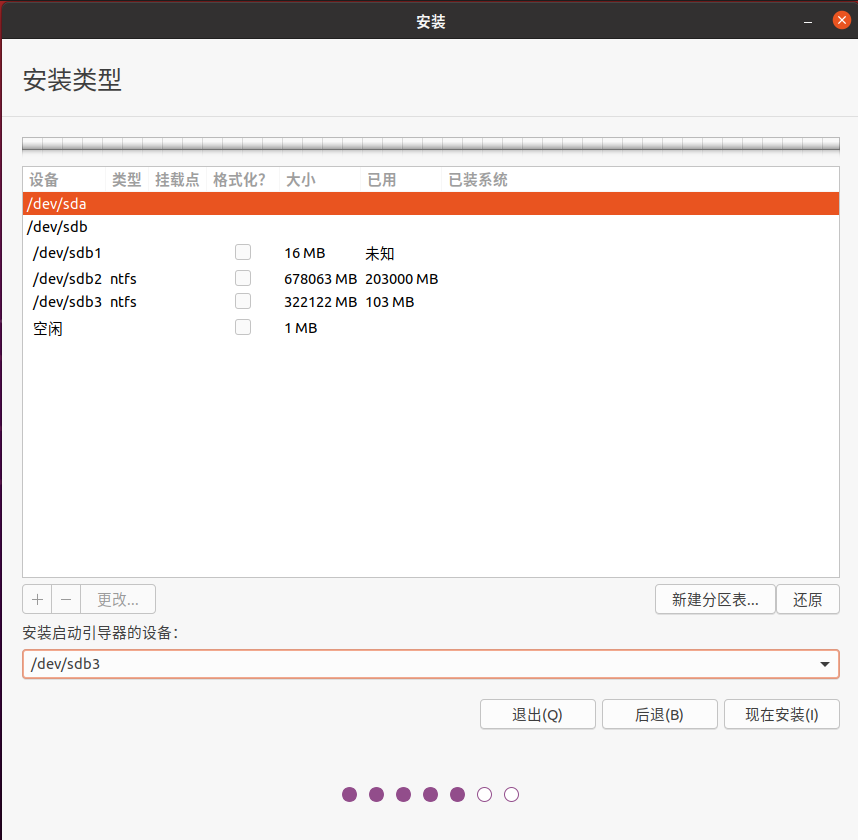 安装
安装类型
设备 类型 挂载点 格式化？ 大小 已用 已装系统
/dev/sda
/dev/sdb
/dev/sdb1 16 MB 未知
/dev/sdb2 ntfs 678063 MB 203000 MB
/dev/sdb3 ntfs 322122 MB 103 MB
空闲 1 MB
+ − 更改... 新建分区表... 还原
安装启动引导器的设备：
/dev/sdb3
退出(Q) 后退(B) 现在安装(I)